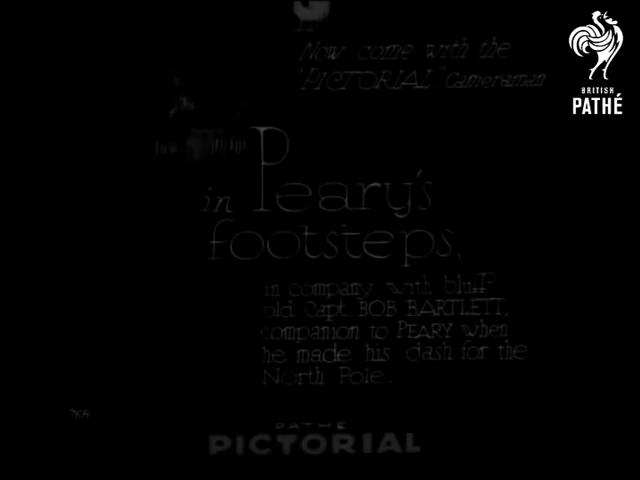 Now come with the
"PICTORIAL" Cameraman
in Peary's
footsteps,
in company with bluff
old Capt. BOB BARTLETT,
companion to PEARY when
he made his dash for the
North Pole.
PATHE
PICTORIAL
BRITISH
PATHÉ